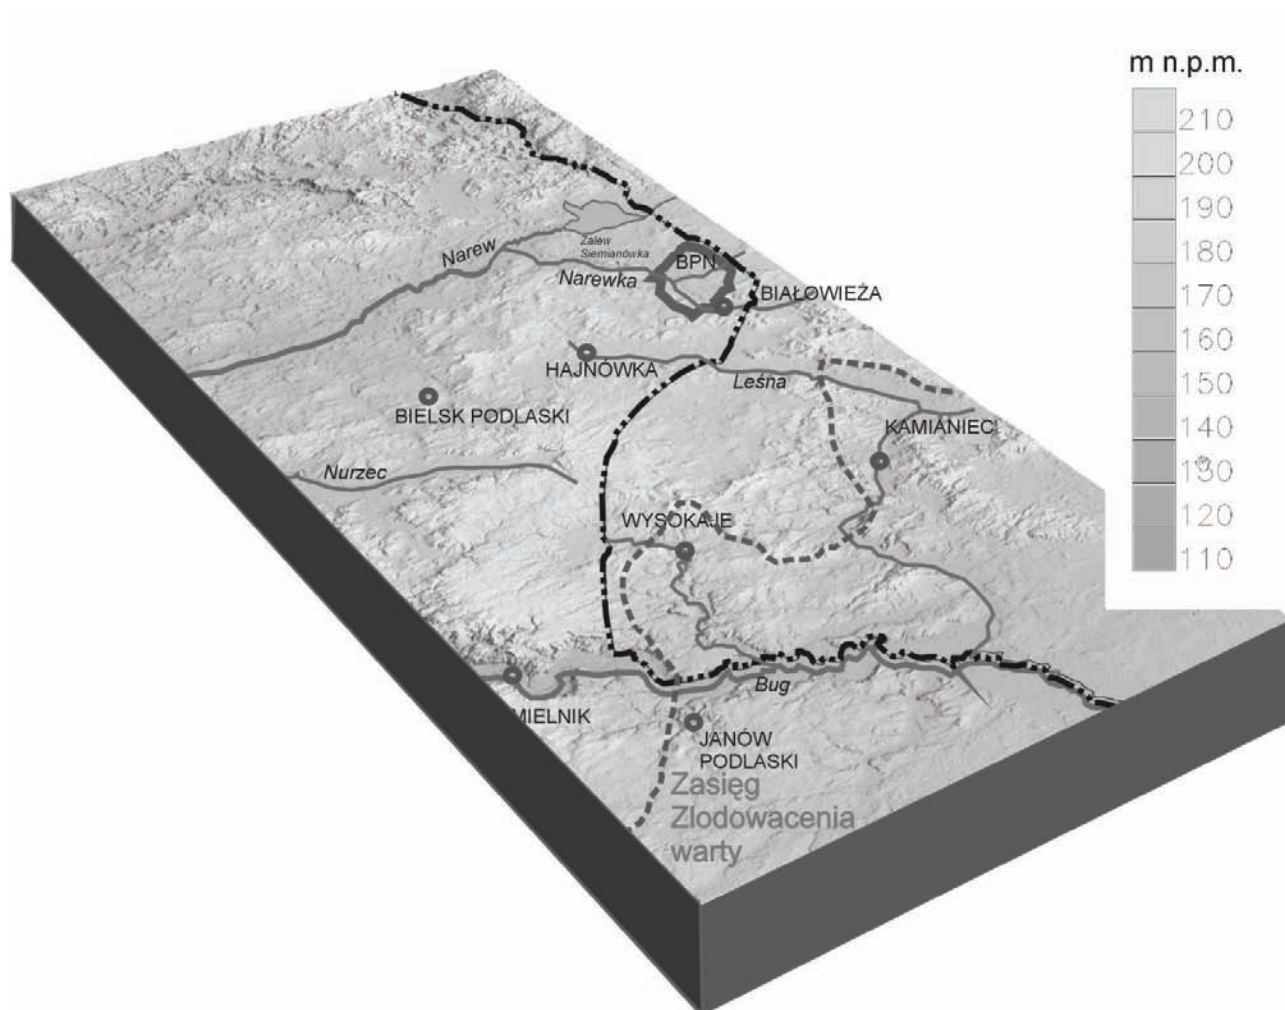 m n.p.m.
210
200
190
180
170
160
150
140
130
120
110
Narew
Zalew
Siemianówka
BPN
Narewka
BIAŁOWIEŻA
HAJNÓWKA
Leśna
BIELSK PODLASKI
KAMIANIEC
Nurzec
WYSOKAJE
Bug
MIELNIK
JANÓW
PODLASKI
Zasięg
Zlodowacenia
warty